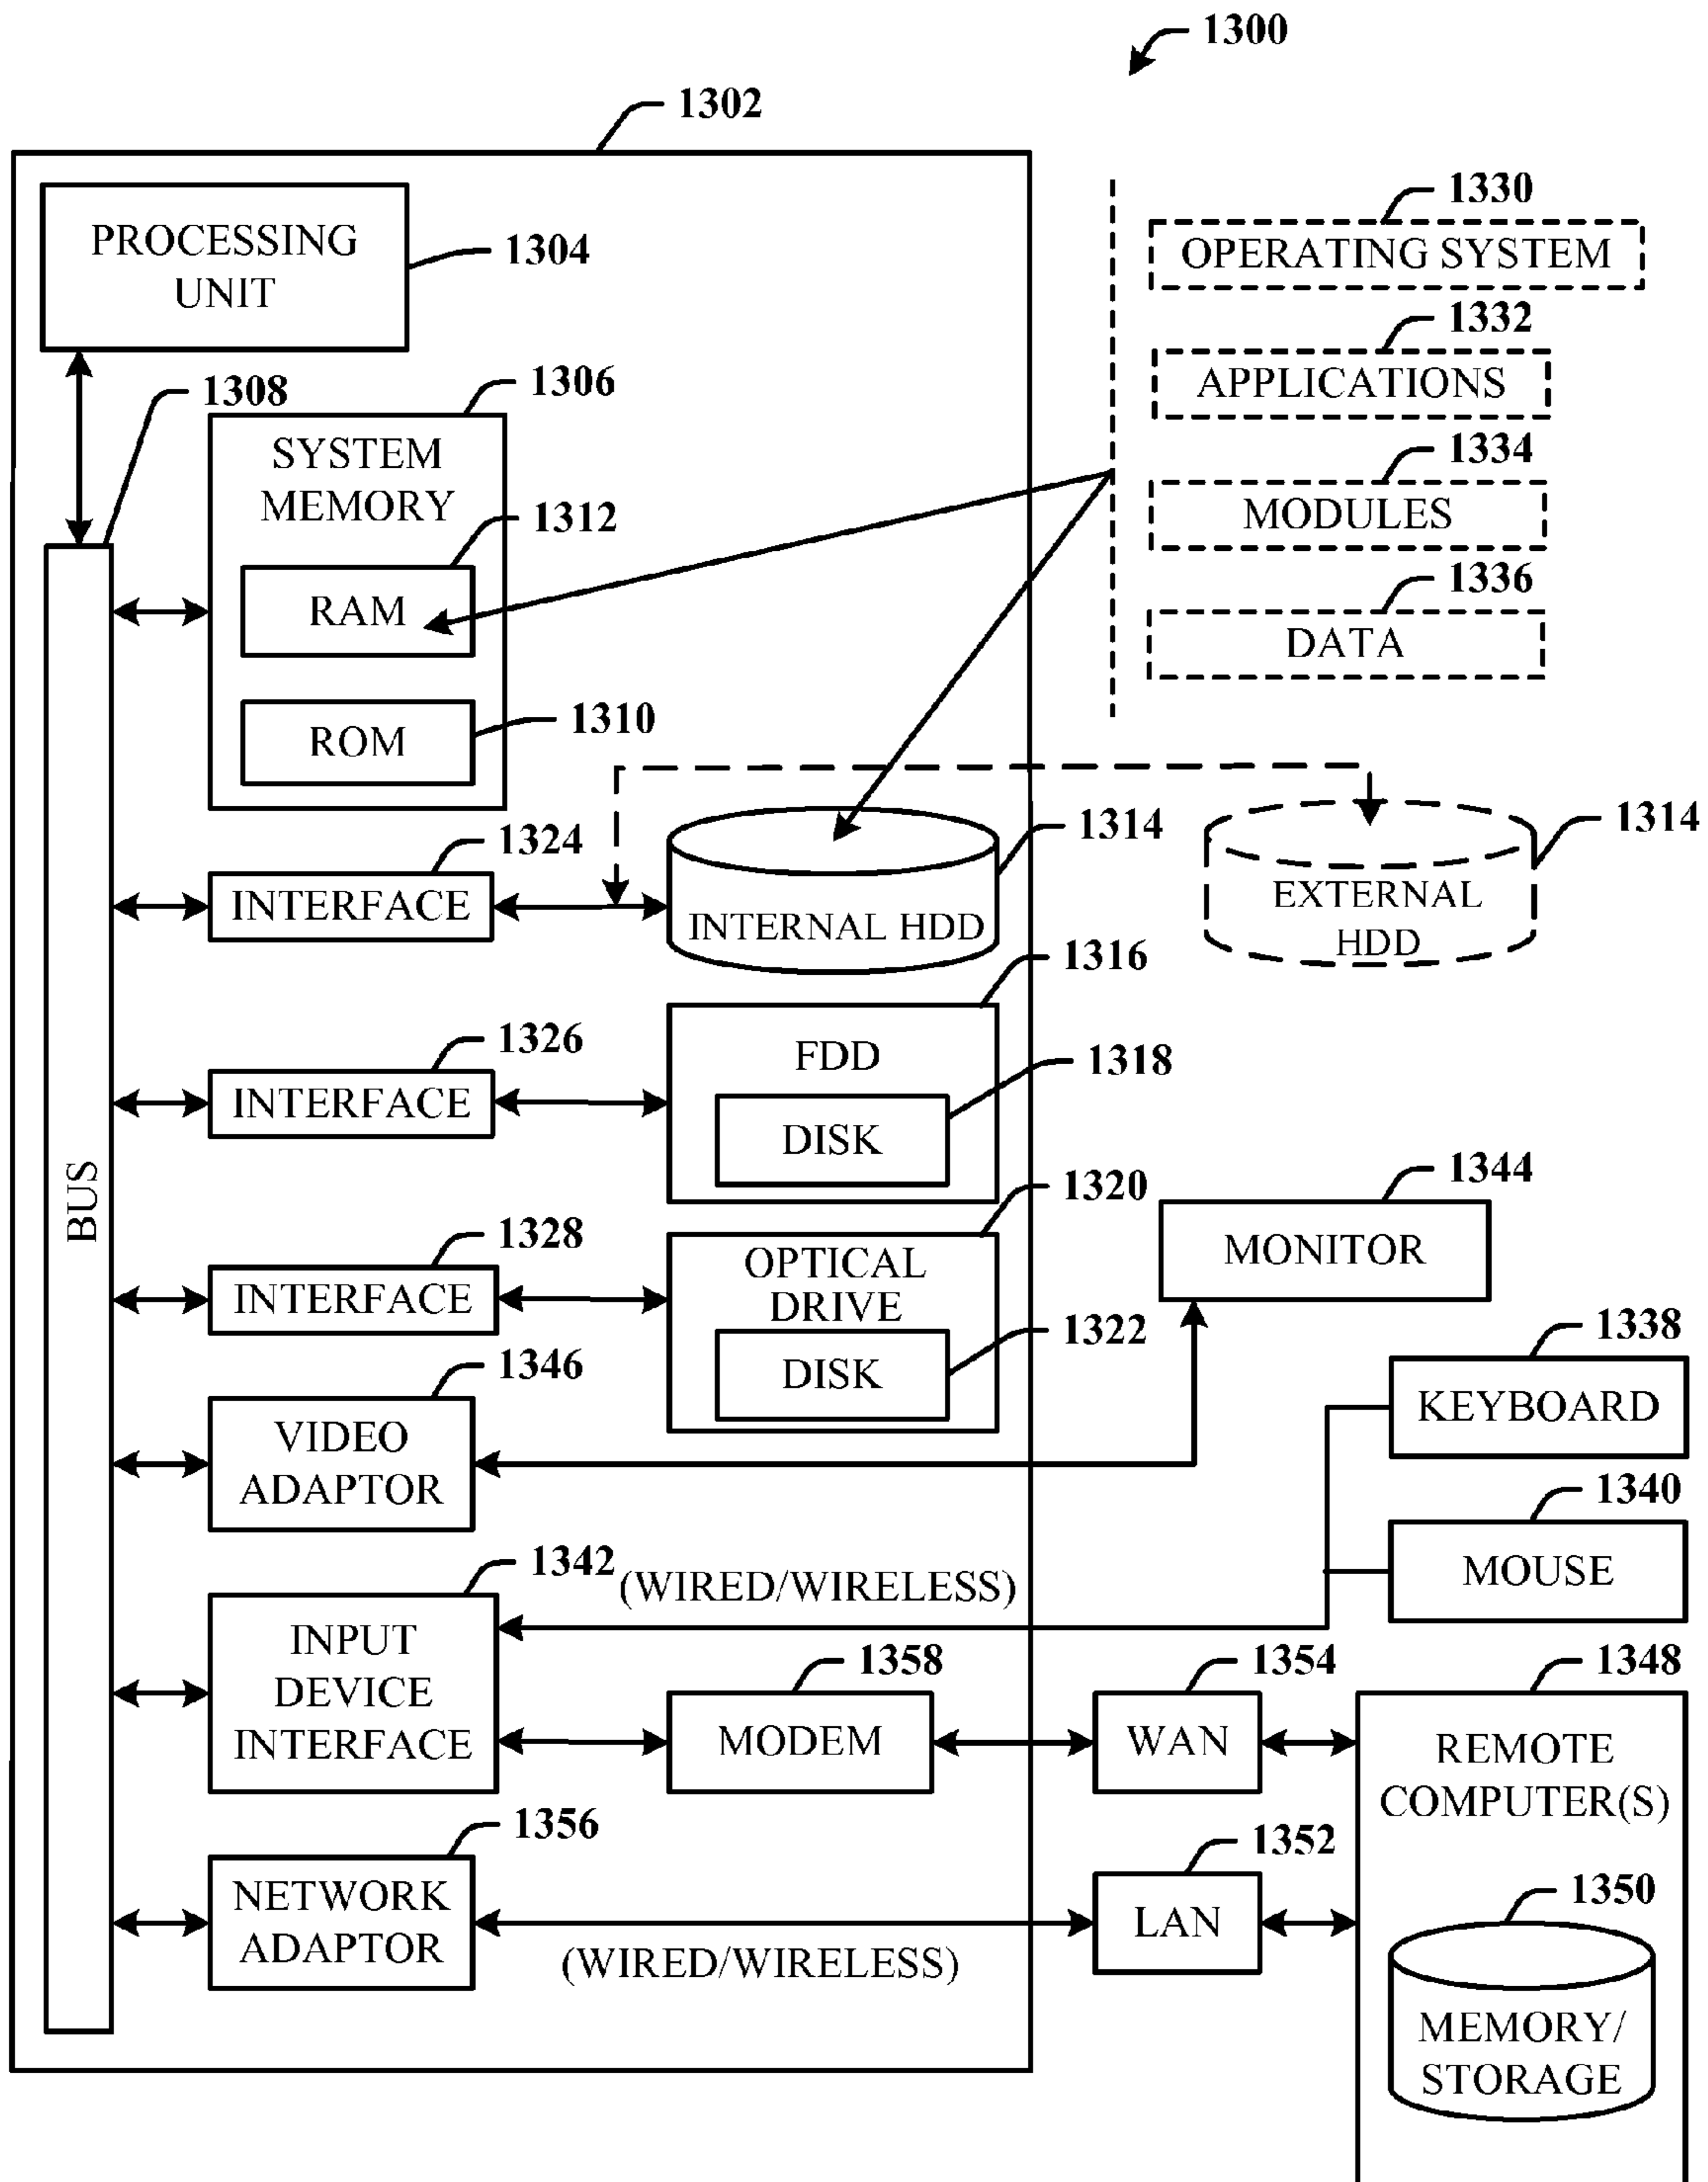 1300
1302
PROCESSING
UNIT
1304
1330
OPERATING SYSTEM
1332
APPLICATIONS
1334
MODULES
1336
DATA
1308
1306
SYSTEM
MEMORY
1312
RAM
1310
ROM
1324
INTERFACE
1314
INTERNAL HDD
1314
EXTERNAL
HDD
1316
FDD
1326
INTERFACE
1318
DISK
BUS
1320
OPTICAL
DRIVE
1328
INTERFACE
1322
DISK
1344
MONITOR
1346
VIDEO
ADAPTOR
1338
KEYBOARD
1340
MOUSE
1342
(WIRED/WIRELESS)
INPUT
DEVICE
INTERFACE
1358
MODEM
1354
WAN
1348
REMOTE
COMPUTER(S)
1356
NETWORK
ADAPTOR
(WIRED/WIRELESS)
1352
LAN
1350
MEMORY/
STORAGE